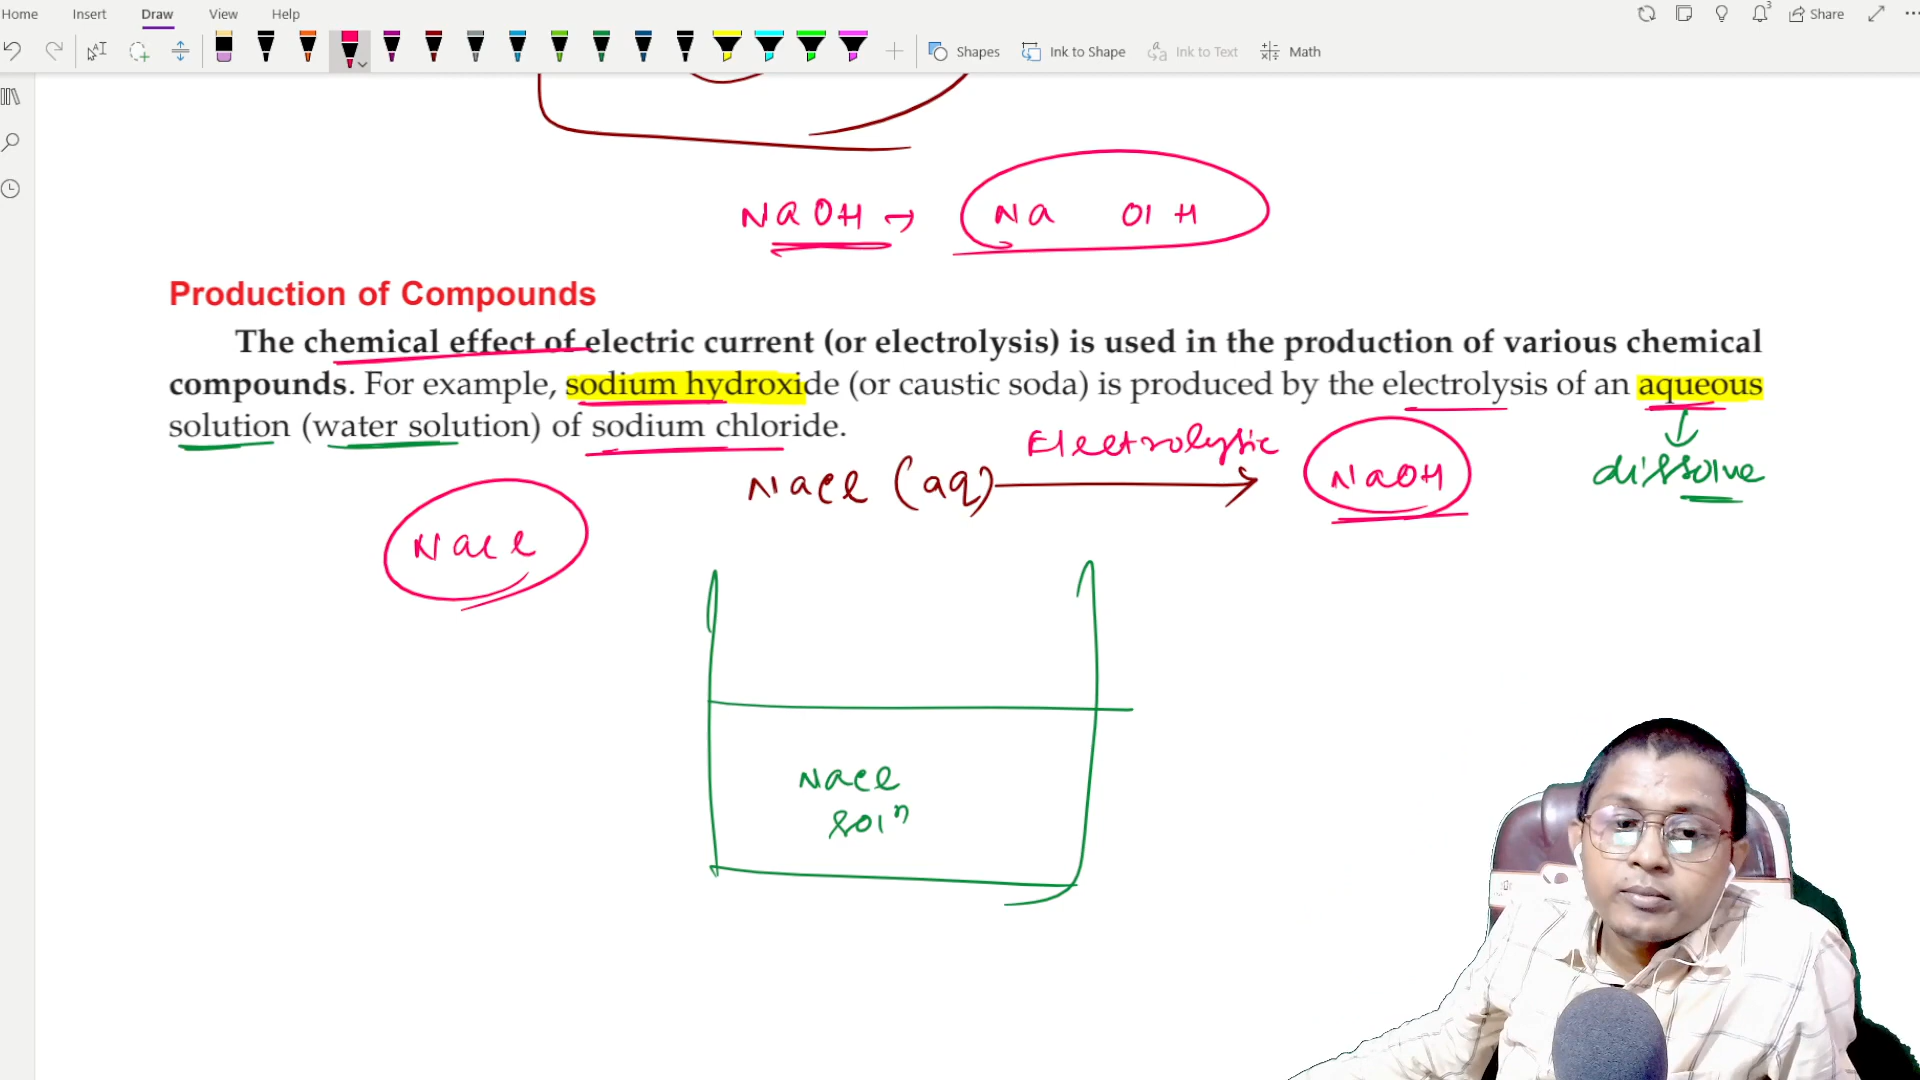 Home Insert Draw View Help
3 Share
Shapes Ink to Shape Ink to Text Math
NaOH → Na OH
Production of Compounds
The chemical effect of electric current (or electrolysis) is used in the production of various chemical
compounds. For example, sodium hydroxide (or caustic soda) is produced by the electrolysis of an aqueous
solution (water solution) of sodium chloride.
Electrolytic
NaCl (aq) → NaOH
dissolve
NaCl
NaCl
solⁿ